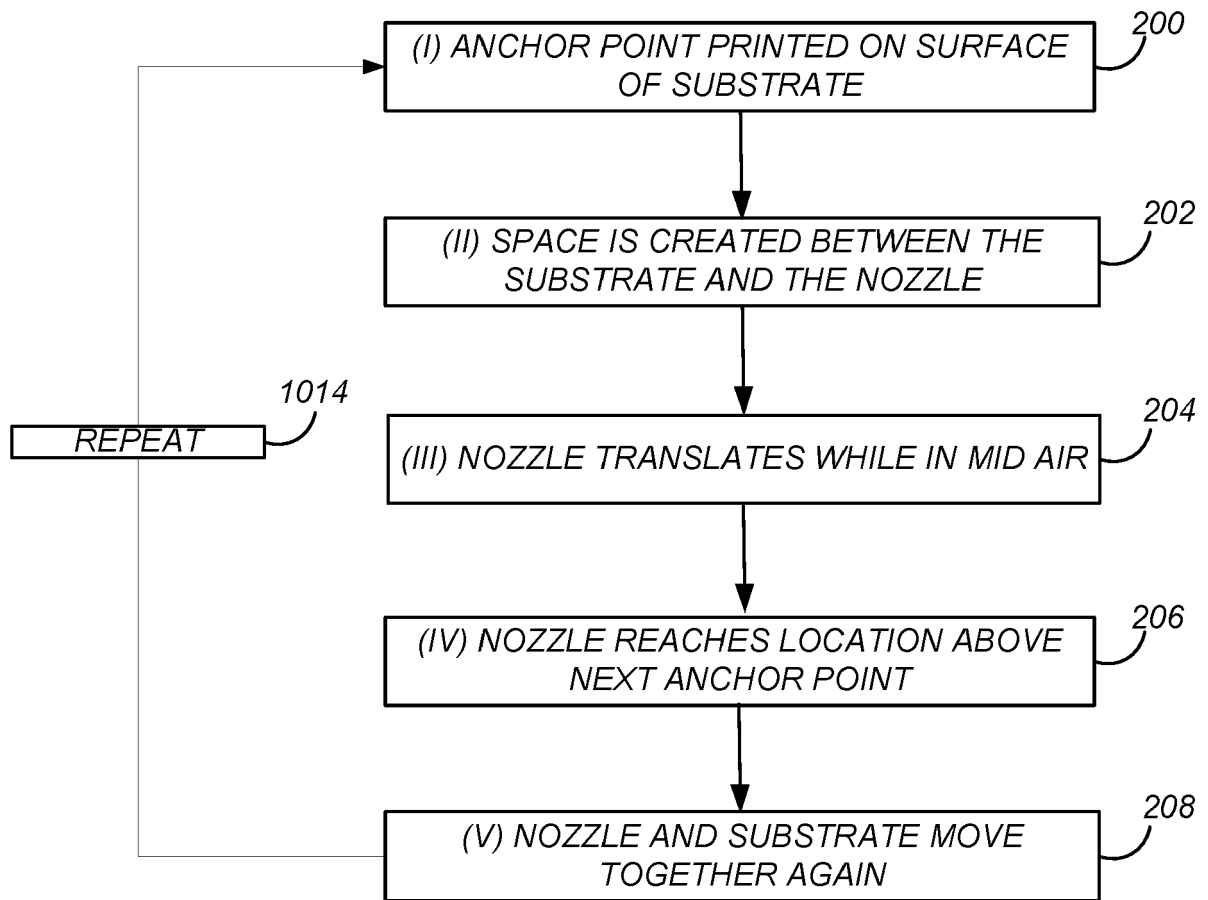 200
(I) ANCHOR POINT PRINTED ON SURFACE
OF SUBSTRATE
202
(II) SPACE IS CREATED BETWEEN THE
SUBSTRATE AND THE NOZZLE
1014
REPEAT
204
(III) NOZZLE TRANSLATES WHILE IN MID AIR
206
(IV) NOZZLE REACHES LOCATION ABOVE
NEXT ANCHOR POINT
208
(V) NOZZLE AND SUBSTRATE MOVE
TOGETHER AGAIN